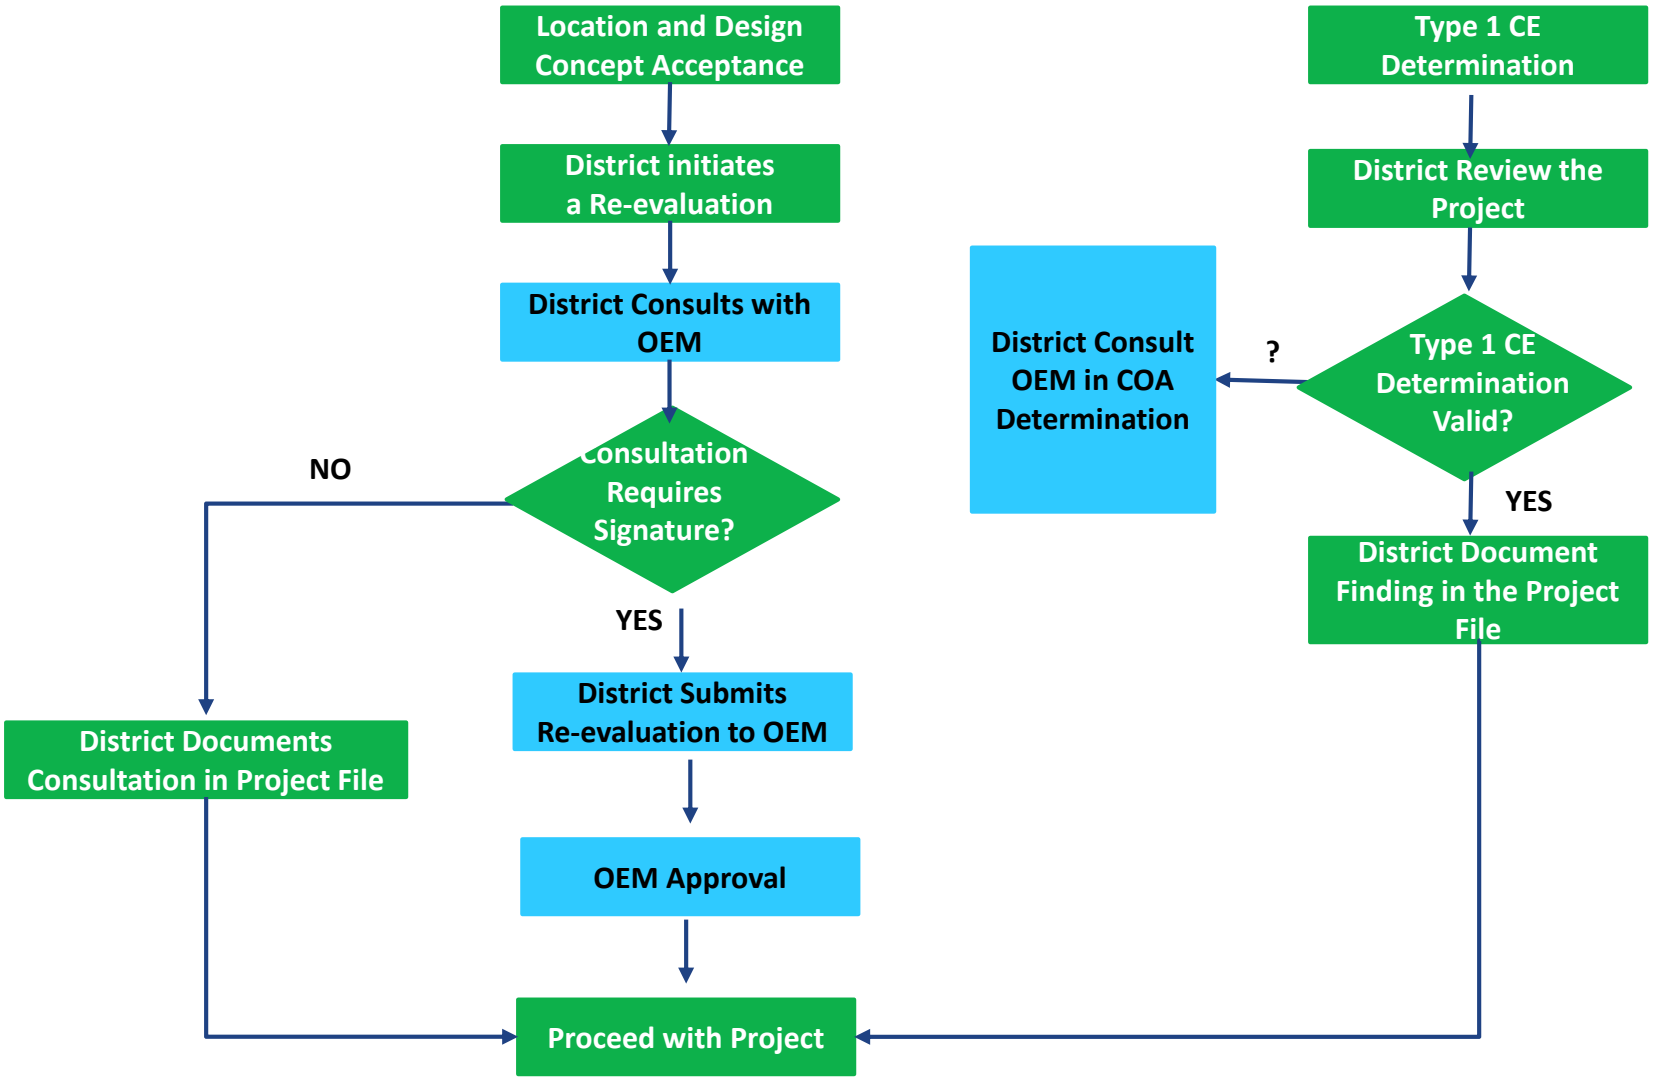 Location and Design
Concept Acceptance
District initiates
a Re-evaluation
District Consults with
OEM
Consultation
Requires
Signature?
NO
YES
District Submits
Re-evaluation to OEM
District Documents
Consultation in Project File
OEM Approval
Proceed with Project
Type 1 CE
Determination
District Review the
Project
Type 1 CE
Determination
Valid?
?
District Consult
OEM in COA
Determination
YES
District Document
Finding in the Project
File